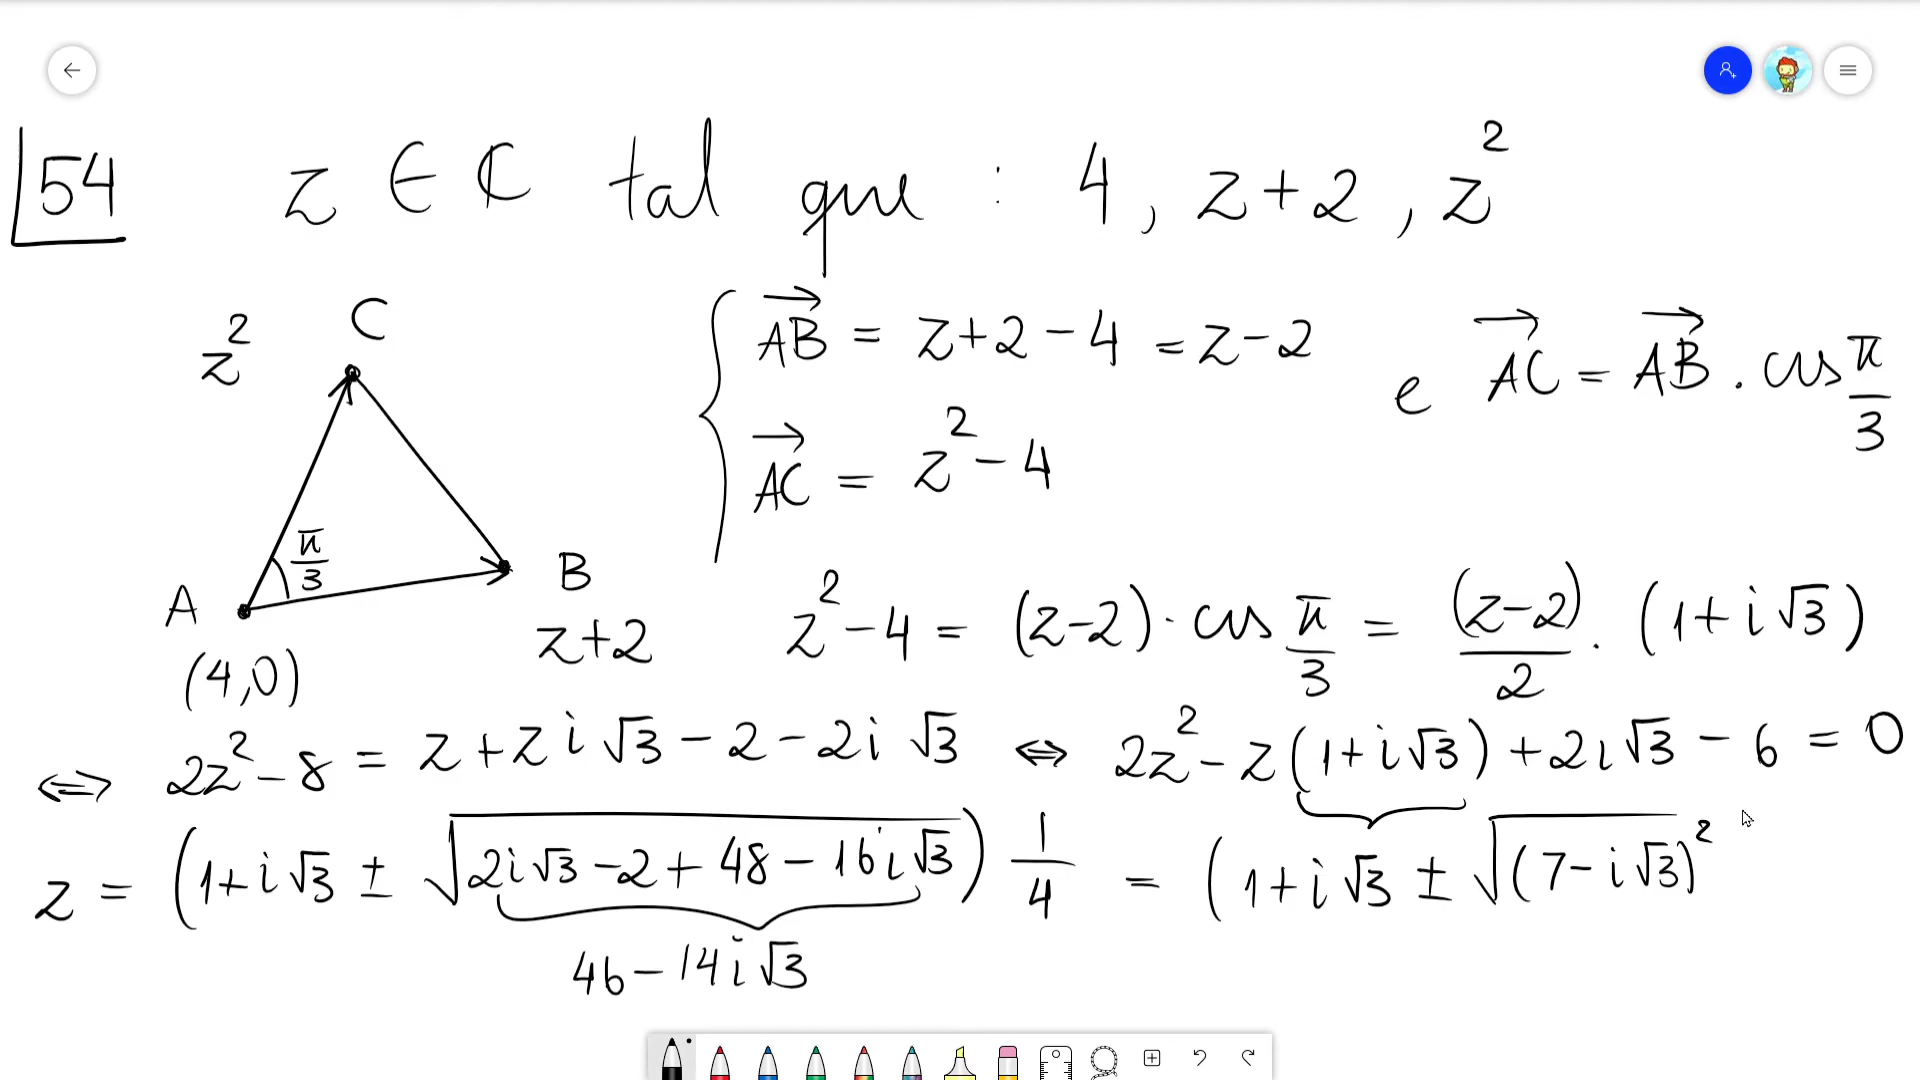 54 z ∈ ℂ tal que : 4, z+2, z²
z² C
AB→ = z+2-4 = z-2
e AC→ = AB→ . cis π/3
AC→ = z²-4
π/3
A (4,0)
B z+2
z²-4 = (z-2) · cis π/3 = (z-2)/2 . (1+i√3)
⇔ 2z²-8 = z+zi√3-2-2i√3 ⇔ 2z²-z(1+i√3)+2i√3-6 = 0
z = (1+i√3 ± √(2i√3-2+48-16i√3)) 1/4 = (1+i√3 ± √(7-i√3)²
46-14i√3